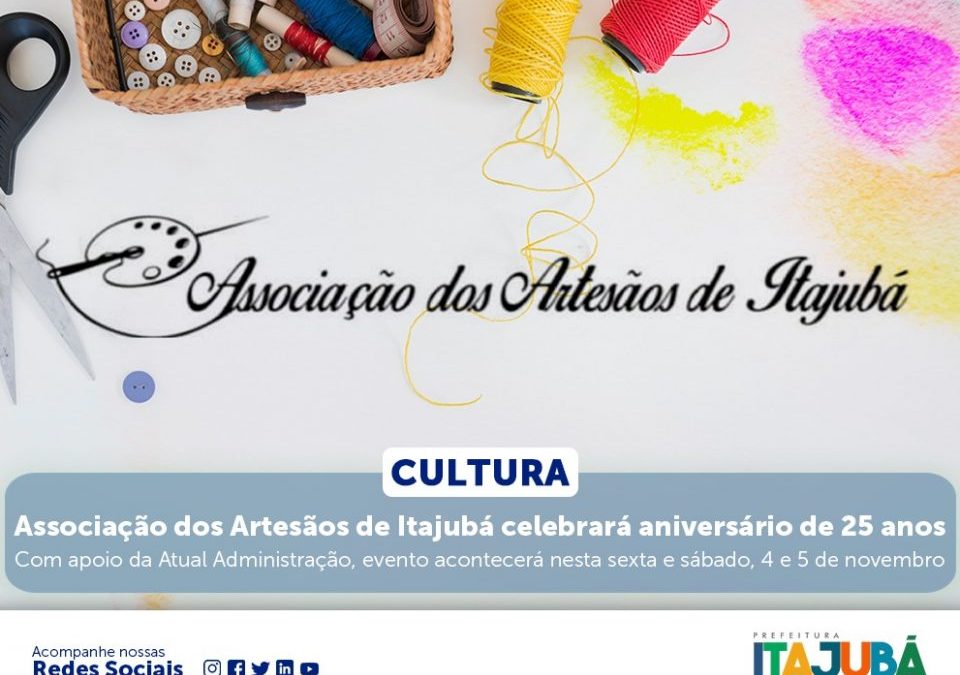 Associação dos Artesãos de Itajubá
CULTURA
Associação dos Artesãos de Itajubá celebrará aniversário de 25 anos
Com apoio da Atual Administração, evento acontecerá nesta sexta e sábado, 4 e 5 de novembro
Acompanhe nossas
Redes Sociais
PREFEITURA
ITAJUBÁ